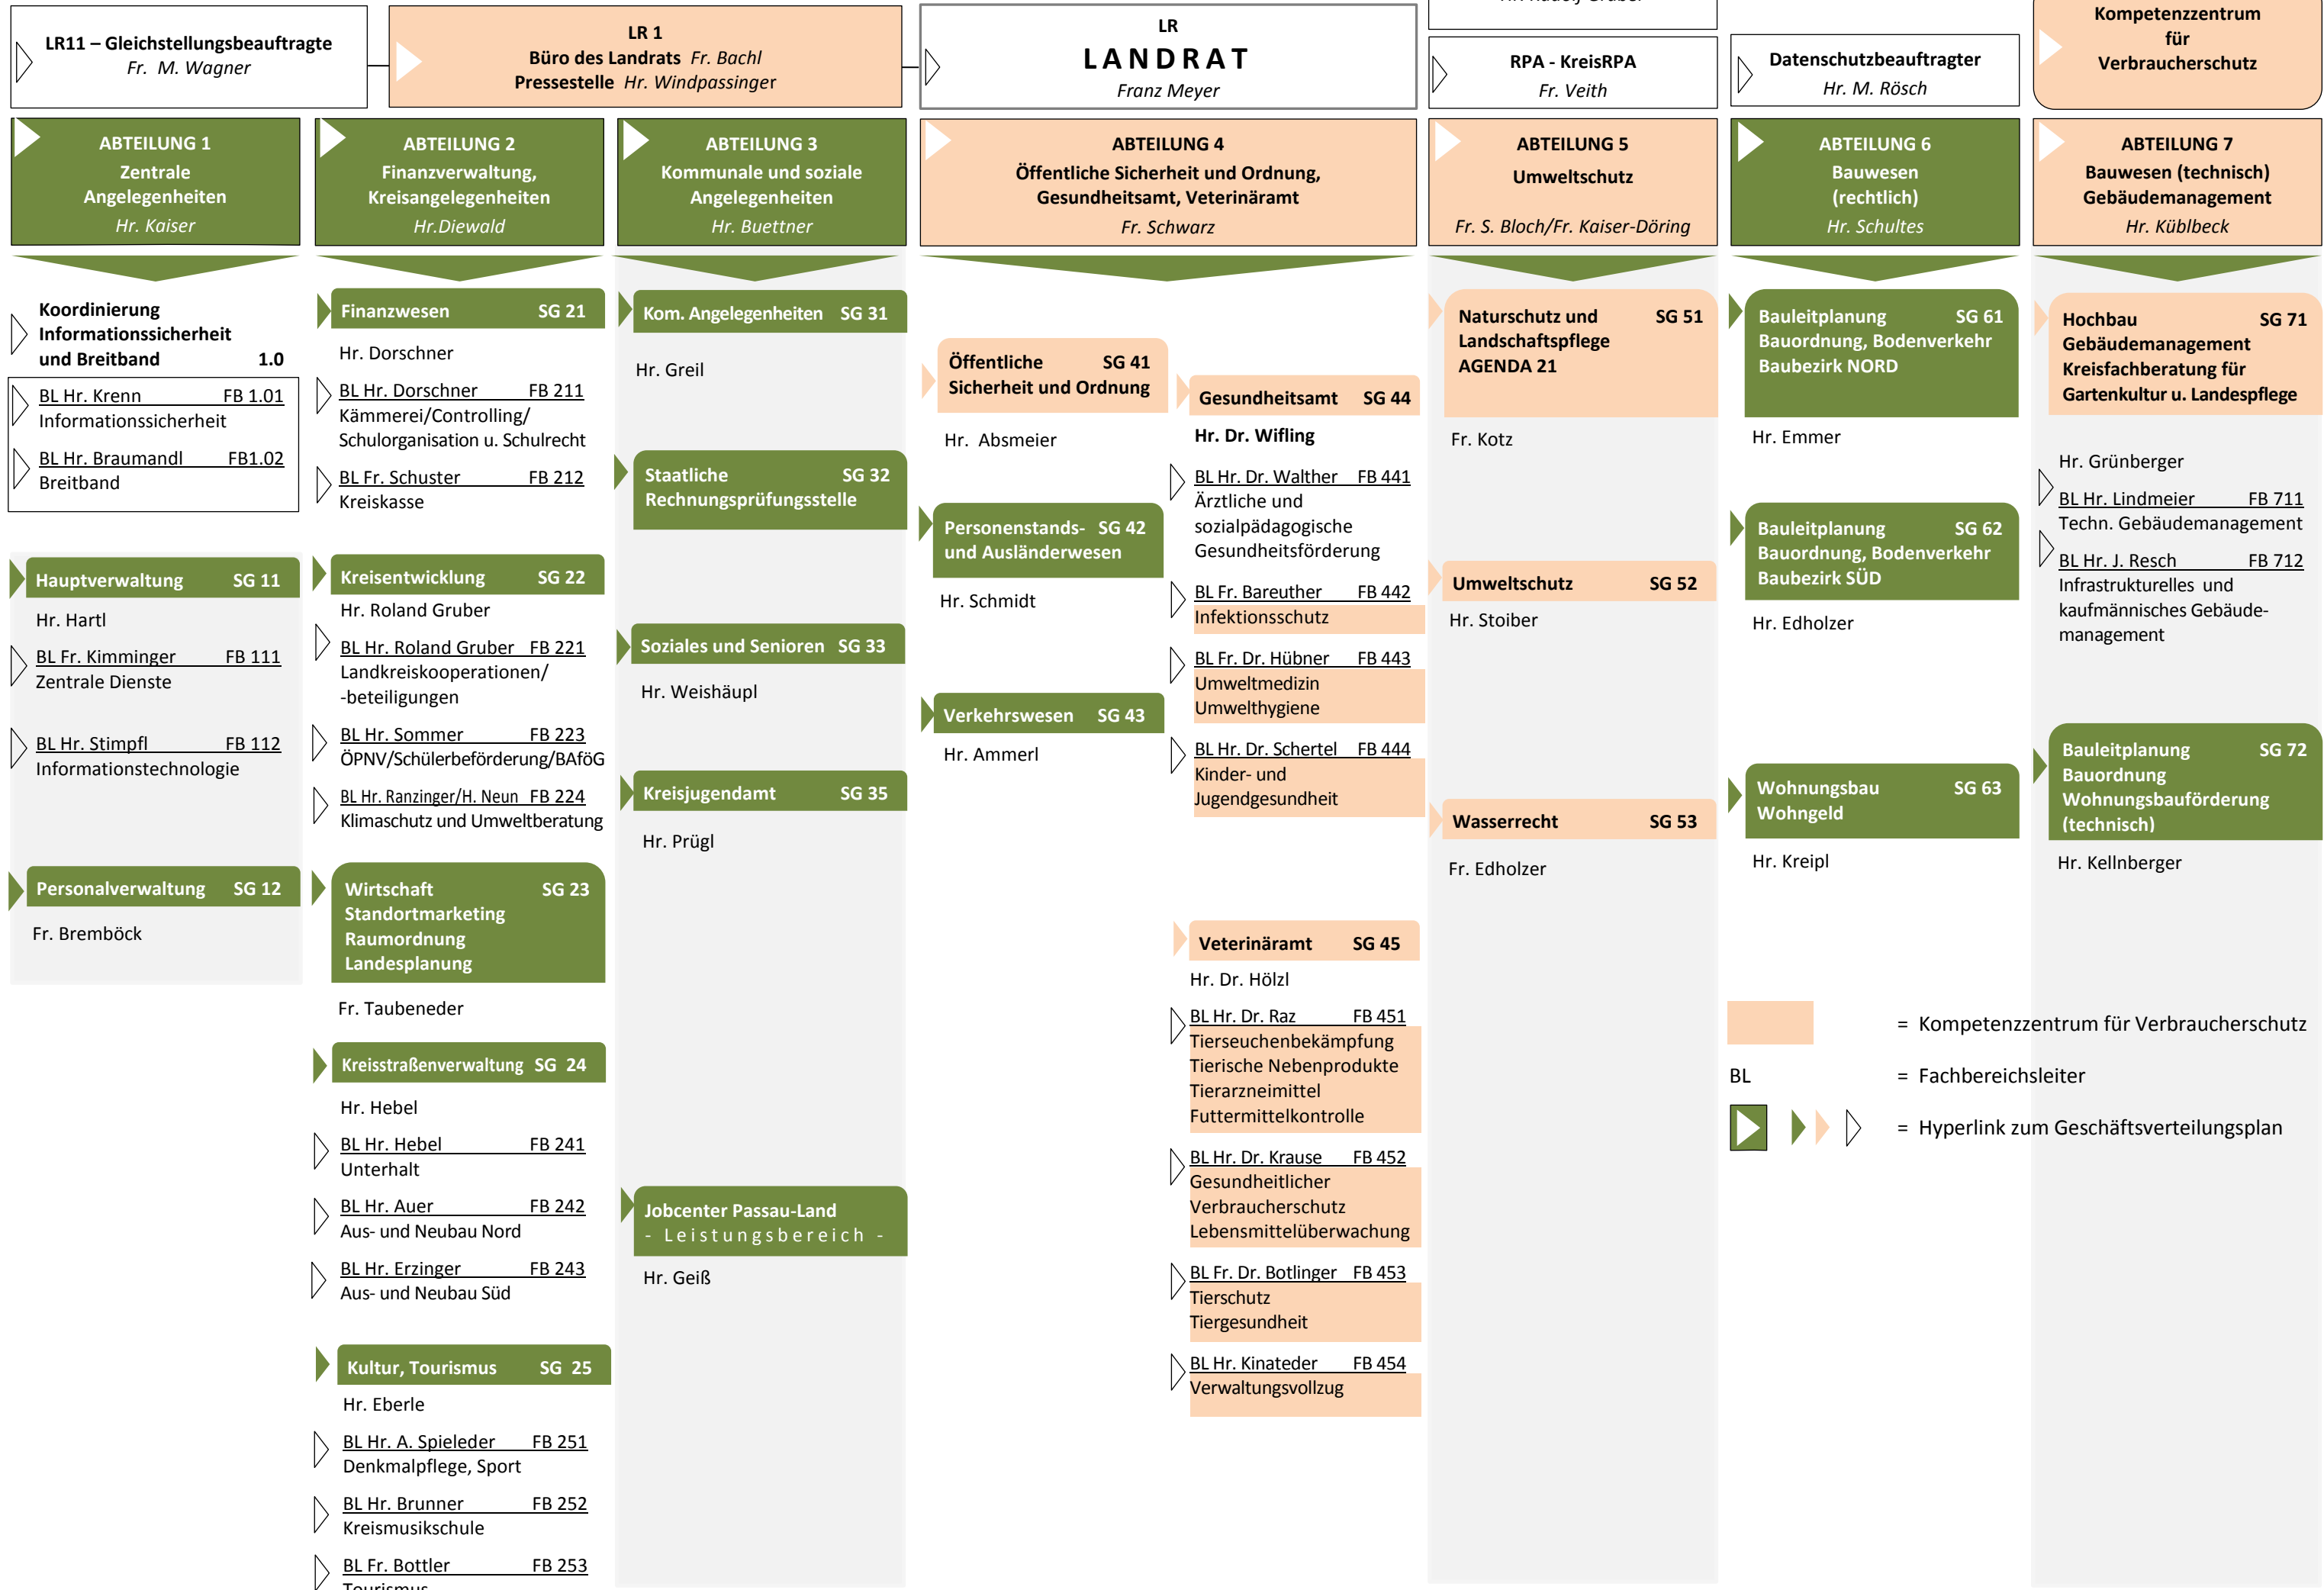 LR11 – Gleichstellungsbeauftragte
Fr. M. Wagner
LR 1
Büro des Landrats Fr. Bachl
Pressestelle Hr. Windpassinger
LR
LANDRAT
Franz Meyer
RPA - KreisRPA
Fr. Veith
Datenschutzbeauftragter
Hr. M. Rösch
Kompetenzzentrum
für
Verbraucherschutz
ABTEILUNG 1
Zentrale
Angelegenheiten
Hr. Kaiser
ABTEILUNG 2
Finanzverwaltung,
Kreisangelegenheiten
Hr.Diewald
ABTEILUNG 3
Kommunale und soziale
Angelegenheiten
Hr. Buettner
ABTEILUNG 4
Öffentliche Sicherheit und Ordnung,
Gesundheitsamt, Veterinäramt
Fr. Schwarz
ABTEILUNG 5
Umweltschutz
Fr. S. Bloch/Fr. Kaiser-Döring
ABTEILUNG 6
Bauwesen
(rechtlich)
Hr. Schultes
ABTEILUNG 7
Bauwesen (technisch)
Gebäudemanagement
Hr. Küblbeck
Koordinierung
Informationssicherheit
und Breitband 1.0
BL Hr. Krenn FB 1.01
Informationssicherheit
BL Hr. Braumandl FB1.02
Breitband
Hauptverwaltung SG 11
Hr. Hartl
BL Fr. Kimminger FB 111
Zentrale Dienste
BL Hr. Stimpfl FB 112
Informationstechnologie
Personalverwaltung SG 12
Fr. Bremböck
Finanzwesen SG 21
Hr. Dorschner
BL Hr. Dorschner FB 211
Kämmerei/Controlling/
Schulorganisation u. Schulrecht
BL Fr. Schuster FB 212
Kreiskasse
Kreisentwicklung SG 22
Hr. Roland Gruber
BL Hr. Roland Gruber FB 221
Landkreiskooperationen/
-beteiligungen
BL Hr. Sommer FB 223
ÖPNV/Schülerbeförderung/BAföG
BL Hr. Ranzinger/H. Neun FB 224
Klimaschutz und Umweltberatung
Wirtschaft SG 23
Standortmarketing
Raumordnung
Landesplanung
Fr. Taubeneder
Kreisstraßenverwaltung SG 24
Hr. Hebel
BL Hr. Hebel FB 241
Unterhalt
BL Hr. Auer FB 242
Aus- und Neubau Nord
BL Hr. Erzinger FB 243
Aus- und Neubau Süd
Kultur, Tourismus SG 25
Hr. Eberle
BL Hr. A. Spieleder FB 251
Denkmalpflege, Sport
BL Hr. Brunner FB 252
Kreismusikschule
BL Fr. Bottler FB 253
Tourismus
Kom. Angelegenheiten SG 31
Hr. Greil
Staatliche SG 32
Rechnungsprüfungsstelle
Soziales und Senioren SG 33
Hr. Weishäupl
Kreisjugendamt SG 35
Hr. Prügl
Jobcenter Passau-Land
- Leistungsbereich -
Hr. Geiß
Öffentliche SG 41
Sicherheit und Ordnung
Hr. Absmeier
Personenstands- SG 42
und Ausländerwesen
Hr. Schmidt
Verkehrswesen SG 43
Hr. Ammerl
Gesundheitsamt SG 44
Hr. Dr. Wifling
BL Hr. Dr. Walther FB 441
Ärztliche und
sozialpädagogische
Gesundheitsförderung
BL Fr. Bareuther FB 442
Infektionsschutz
BL Fr. Dr. Hübner FB 443
Umweltmedizin
Umwelthygiene
BL Hr. Dr. Schertel FB 444
Kinder- und
Jugendgesundheit
Veterinäramt SG 45
Hr. Dr. Hölzl
BL Hr. Dr. Raz FB 451
Tierseuchenbekämpfung
Tierische Nebenprodukte
Tierarzneimittel
Futtermittelkontrolle
BL Hr. Dr. Krause FB 452
Gesundheitlicher
Verbraucherschutz
Lebensmittelüberwachung
BL Fr. Dr. Botlinger FB 453
Tierschutz
Tiergesundheit
BL Hr. Kinateder FB 454
Verwaltungsvollzug
Naturschutz und SG 51
Landschaftspflege
AGENDA 21
Fr. Kotz
Umweltschutz SG 52
Hr. Stoiber
Wasserrecht SG 53
Fr. Edholzer
Bauleitplanung SG 61
Bauordnung, Bodenverkehr
Baubezirk NORD
Hr. Emmer
Bauleitplanung SG 62
Bauordnung, Bodenverkehr
Baubezirk SÜD
Hr. Edholzer
Wohnungsbau SG 63
Wohngeld
Hr. Kreipl
Hochbau SG 71
Gebäudemanagement
Kreisfachberatung für
Gartenkultur u. Landespflege
Hr. Grünberger
BL Hr. Lindmeier FB 711
Techn. Gebäudemanagement
BL Hr. J. Resch FB 712
Infrastrukturelles und
kaufmännisches Gebäude-
management
Bauleitplanung SG 72
Bauordnung
Wohnungsbauförderung
(technisch)
Hr. Kellnberger
= Kompetenzzentrum für Verbraucherschutz
BL = Fachbereichsleiter
= Hyperlink zum Geschäftsverteilungsplan